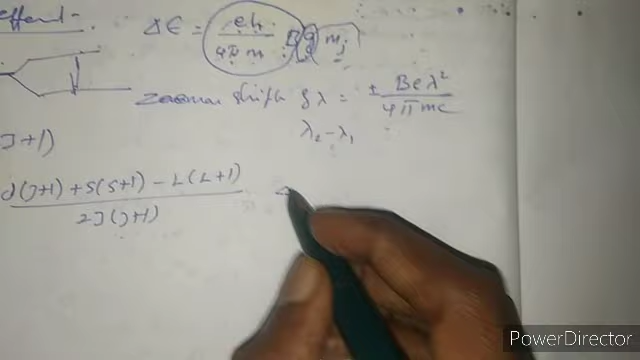 effect.
ΔE = eh/4πm B g mj
Zeeman shift δλ = ± Beλ²/4πmc
λ₂-λ₁
J+1)
J(J+1) + S(S+1) - L(L+1)
2J(J+1)
PowerDirector